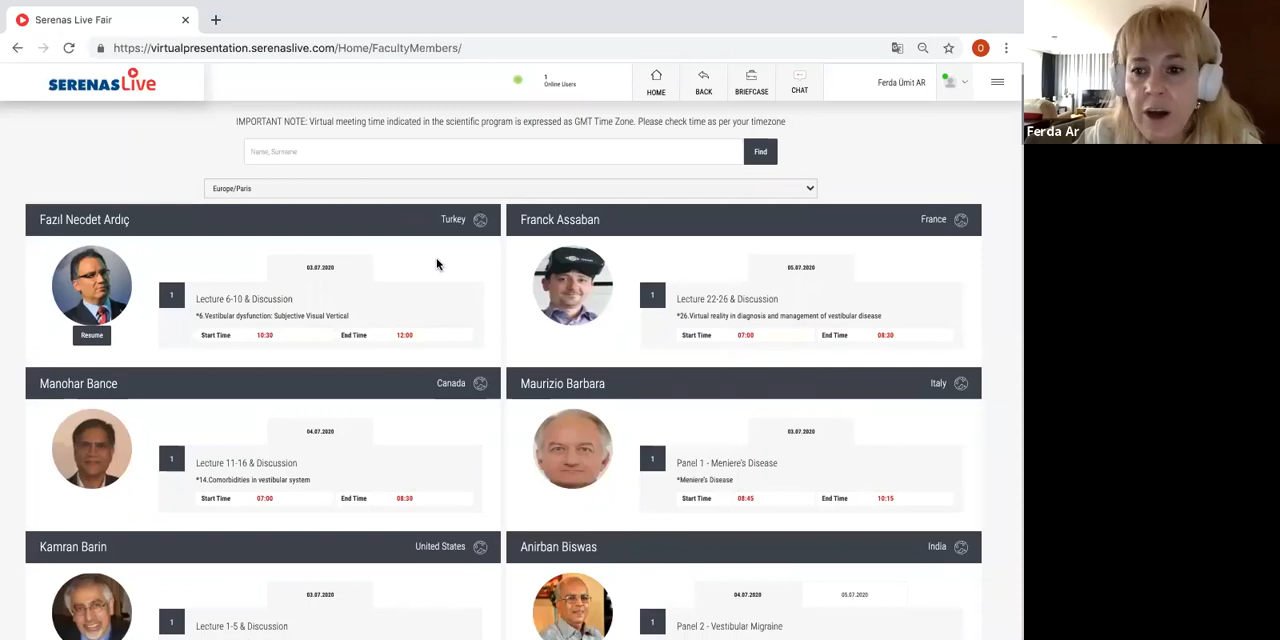 Serenas Live Fair
https://virtualpresentation.serenaslive.com/Home/FacultyMembers/
O
SERENAS LIVE
1
Online Users
HOME
BACK
BRIEFCASE
CHAT
Ferda Ümit AR
Ferda Ar
IMPORTANT NOTE: Virtual meeting time indicated in the scientific program is expressed as GMT Time Zone. Please check time as per your timezone
Name, Surname
Find
Europe/Paris
Fazıl Necdet Ardıç
Turkey
03.07.2020
1
Lecture 6-10 & Discussion
*6.Vestibular dysfunction: Subjective Visual Vertical
Start Time 10:30 End Time 12:00
Resume
Franck Assaban
France
05.07.2020
1
Lecture 22-26 & Discussion
*26.Virtual reality in diagnosis and management of vestibular disease
Start Time 07:00 End Time 08:30
Manohar Bance
Canada
04.07.2020
1
Lecture 11-16 & Discussion
*14.Comorbidities in vestibular system
Start Time 07:00 End Time 08:30
Maurizio Barbara
Italy
03.07.2020
1
Panel 1 - Meniere's Disease
*Meniere's Disease
Start Time 08:45 End Time 10:15
Kamran Barin
United States
03.07.2020
1
Lecture 1-5 & Discussion
Anirban Biswas
India
04.07.2020 05.07.2020
1
Panel 2 - Vestibular Migraine